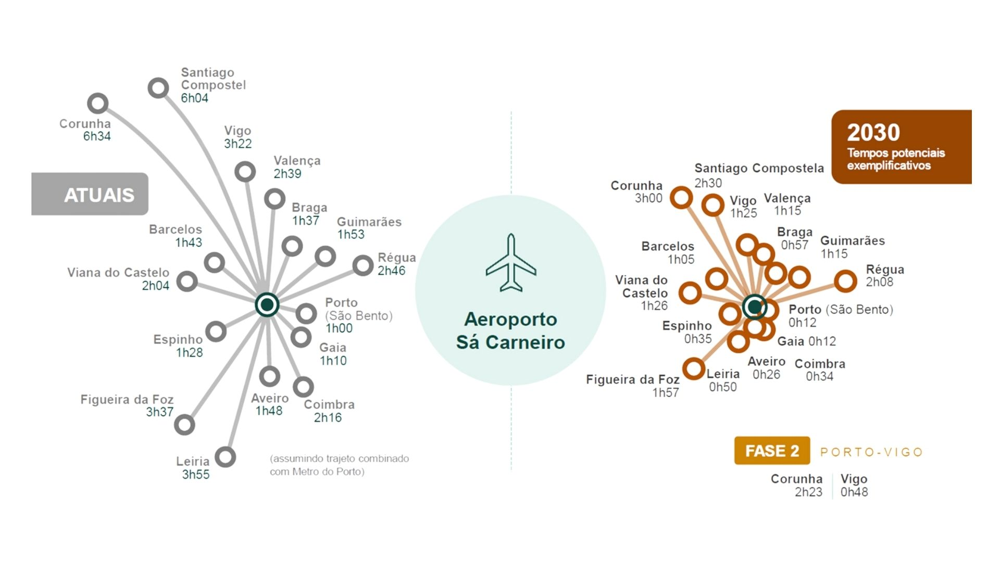 Santiago
Compostel
6h04
Corunha
6h34
Vigo
3h22
Valença
2h39
ATUAIS
Braga
1h37
Guimarães
1h53
Barcelos
1h43
Régua
2h46
Viana do Castelo
2h04
Porto
(São Bento)
1h00
Espinho
1h28
Gaia
1h10
Aveiro
1h48
Coimbra
2h16
Figueira da Foz
3h37
Leiria
3h55
(assumindo trajeto combinado
com Metro do Porto)
Aeroporto
Sá Carneiro
2030
Tempos potenciais
exemplificativos
Santiago Compostela
2h30
Corunha
3h00
Vigo
1h25
Valença
1h15
Braga
0h57
Guimarães
1h15
Barcelos
1h05
Régua
2h08
Viana do
Castelo
1h26
Porto (São Bento)
0h12
Espinho
0h35
Gaia 0h12
Aveiro
0h26
Coimbra
0h34
Leiria
0h50
Figueira da Foz
1h57
FASE 2 PORTO-VIGO
Corunha
2h23
Vigo
0h48